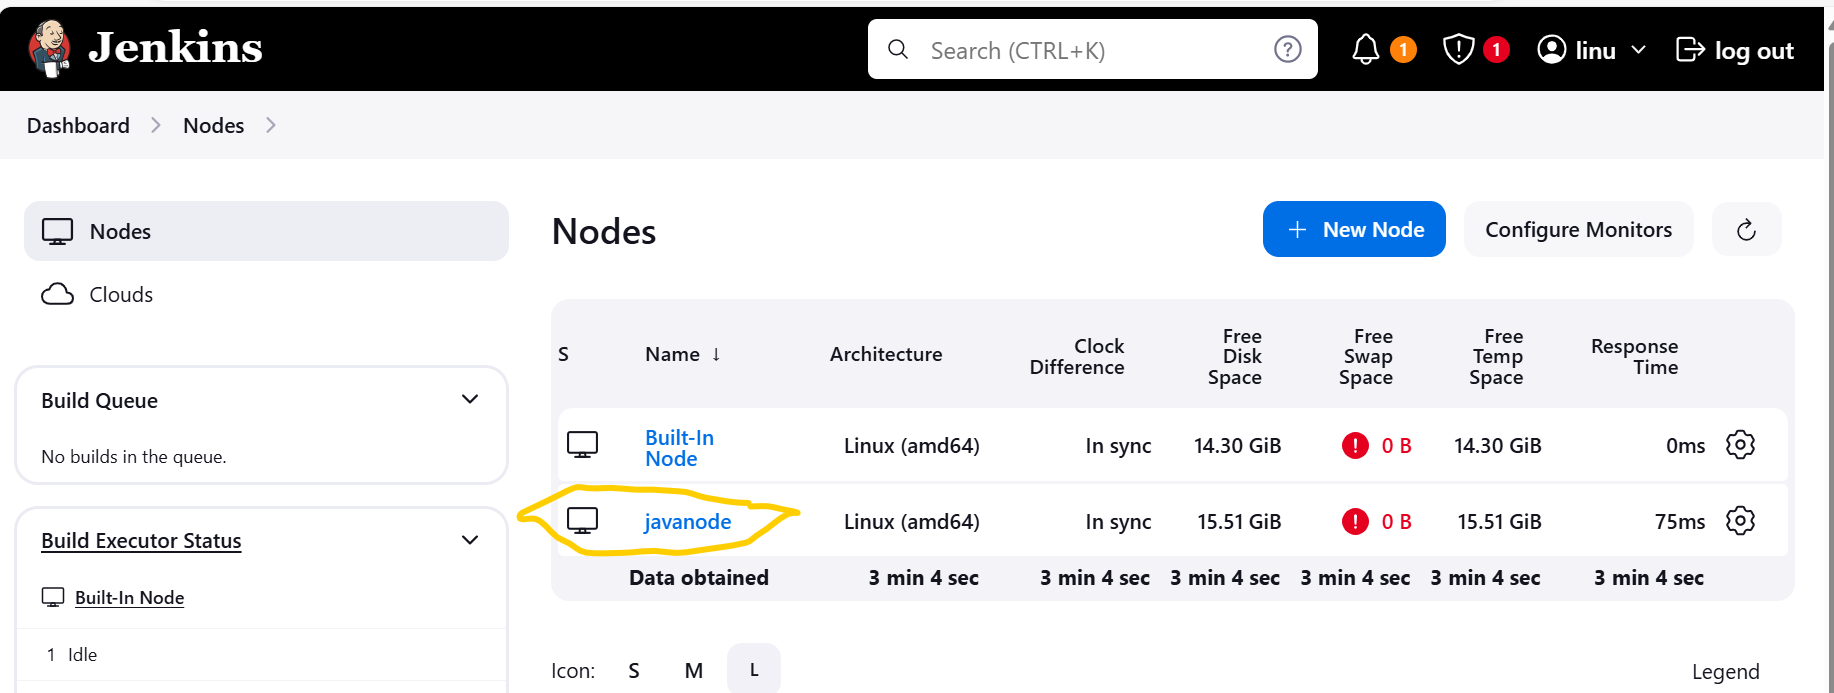 Jenkins
Search (CTRL+K)
1
1
linu
log out
Dashboard
Nodes
Nodes
Clouds
Build Queue
No builds in the queue.
Build Executor Status
Built-In Node
1 Idle
Nodes
+ New Node
Configure Monitors
S Name ↓ Architecture Clock Difference Free Disk Space Free Swap Space Free Temp Space Response Time
Built-In Node Linux (amd64) In sync 14.30 GiB 0 B 14.30 GiB 0ms
javanode Linux (amd64) In sync 15.51 GiB 0 B 15.51 GiB 75ms
Data obtained 3 min 4 sec 3 min 4 sec 3 min 4 sec 3 min 4 sec 3 min 4 sec 3 min 4 sec
Icon: S M L
Legend